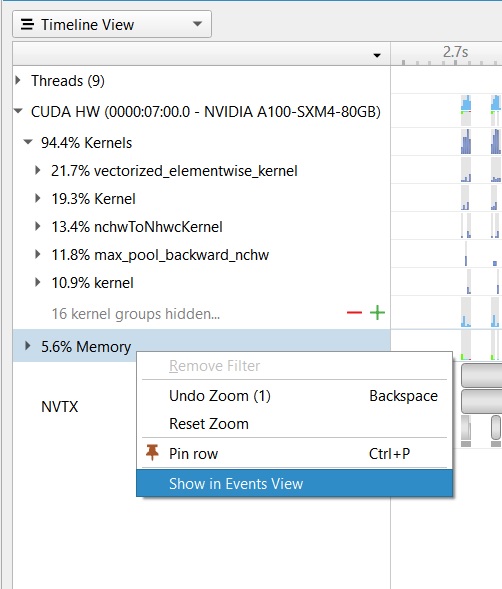 Timeline View
2.7s
Threads (9)
CUDA HW (0000:07:00.0 - NVIDIA A100-SXM4-80GB)
94.4% Kernels
21.7% vectorized_elementwise_kernel
19.3% Kernel
13.4% nchwToNhwcKernel
11.8% max_pool_backward_nchw
10.9% kernel
16 kernel groups hidden...
5.6% Memory
Remove Filter
Undo Zoom (1) Backspace
NVTX
Reset Zoom
Pin row Ctrl+P
Show in Events View